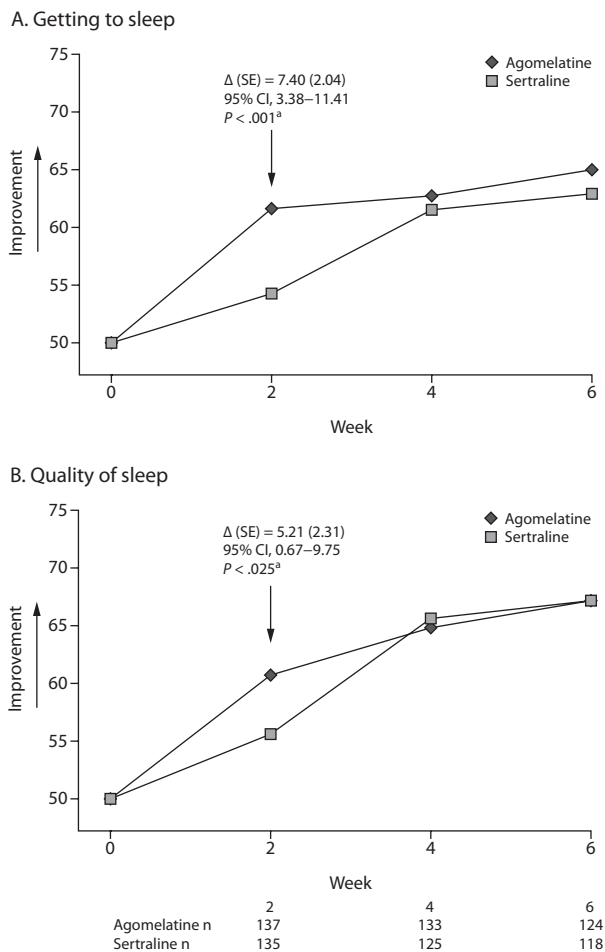 A. Getting to sleep
75
70
65
60
55
50
Improvement
Δ (SE) = 7.40 (2.04)
95% CI, 3.38–11.41
P < .001ª
Agomelatine
Sertraline
0 2 4 6
Week
B. Quality of sleep
75
70
65
60
55
50
Improvement
Δ (SE) = 5.21 (2.31)
95% CI, 0.67–9.75
P < .025ª
Agomelatine
Sertraline
0 2 4 6
Week
2 4 6
Agomelatine n 137 133 124
Sertraline n 135 125 118